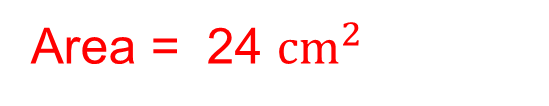 Area = 24 cm²